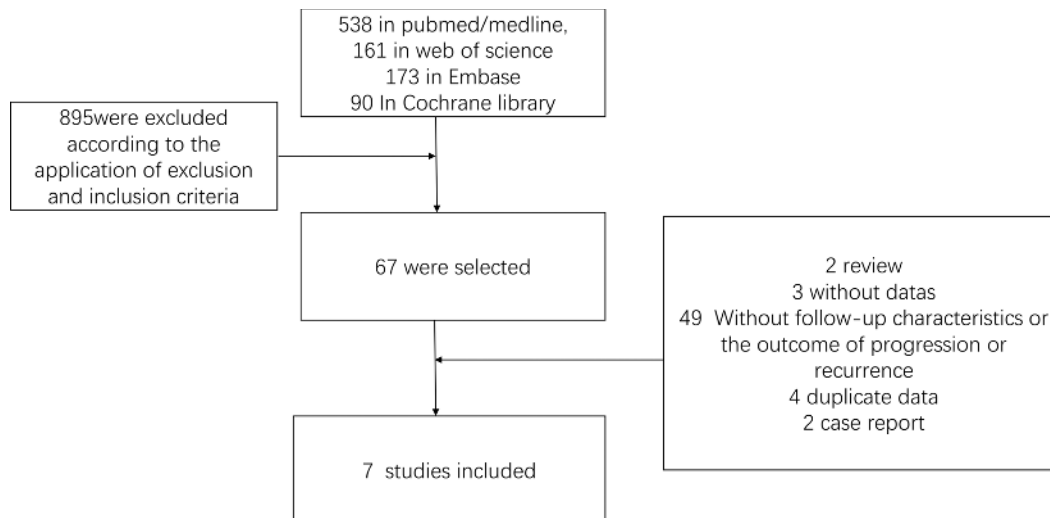 538 in pubmed/medline,
161 in web of science
173 in Embase
90 In Cochrane library
895were excluded
according to the
application of exclusion
and inclusion criteria
67 were selected
2 review
3 without datas
49 Without follow-up characteristics or
the outcome of progression or
recurrence
4 duplicate data
2 case report
7 studies included